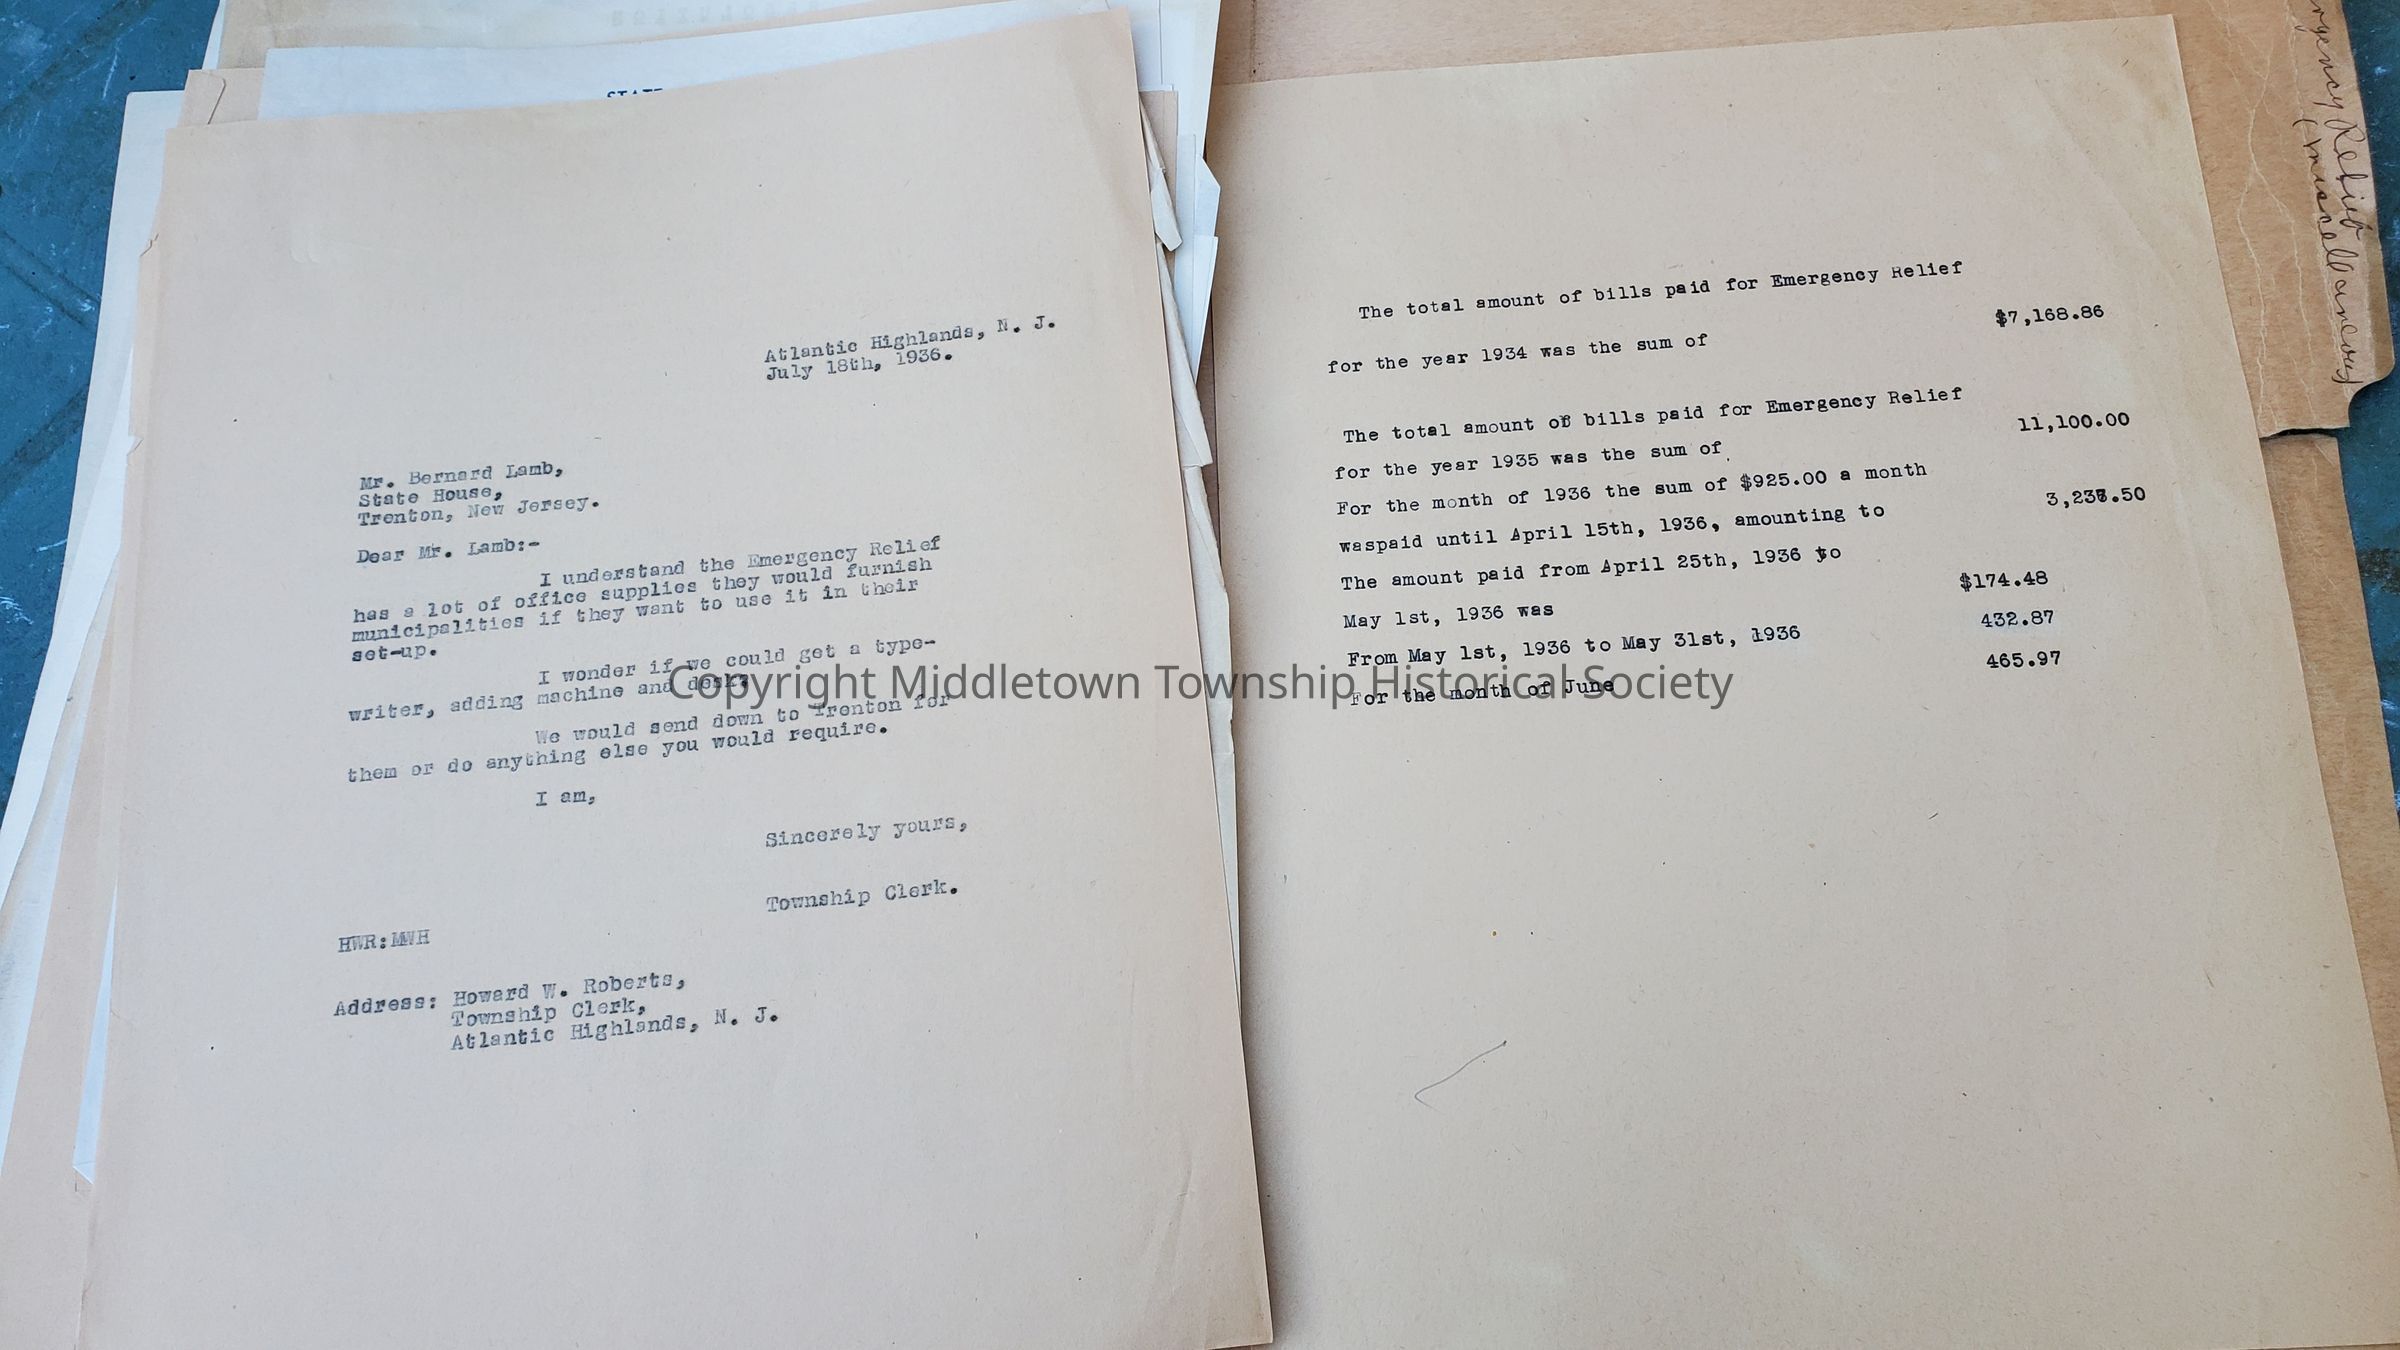 Atlantic Highlands, N. J.
July 18th, 1936.
Mr. Bernard Lamb,
State House,
Trenton, New Jersey.
Dear Mr. Lamb:-
I understand the Emergency Relief
has a lot of office supplies they would furnish
municipalities if they want to use it in their
set-up.
I wonder if we could get a type-
writer, adding machine and desk?
We would send down to Trenton for
them or do anything else you would require.
I am,
Sincerely yours,
Township Clerk.
HWR:MWH
Address: Howard W. Roberts,
Township Clerk,
Atlantic Highlands, N. J.
The total amount of bills paid for Emergency Relief
for the year 1934 was the sum of $7,168.86
The total amount of bills paid for Emergency Relief
for the year 1935 was the sum of 11,100.00
For the month of 1936 the sum of $925.00 a month
waspaid until April 15th, 1936, amounting to
The amount paid from April 25th, 1936 to
May 1st, 1936 was $174.48
From May 1st, 1936 to May 31st, 1936 432.87
For the month of June 465.97
Relief
(miscellaneous)
Copyright Middletown Township Historical Society